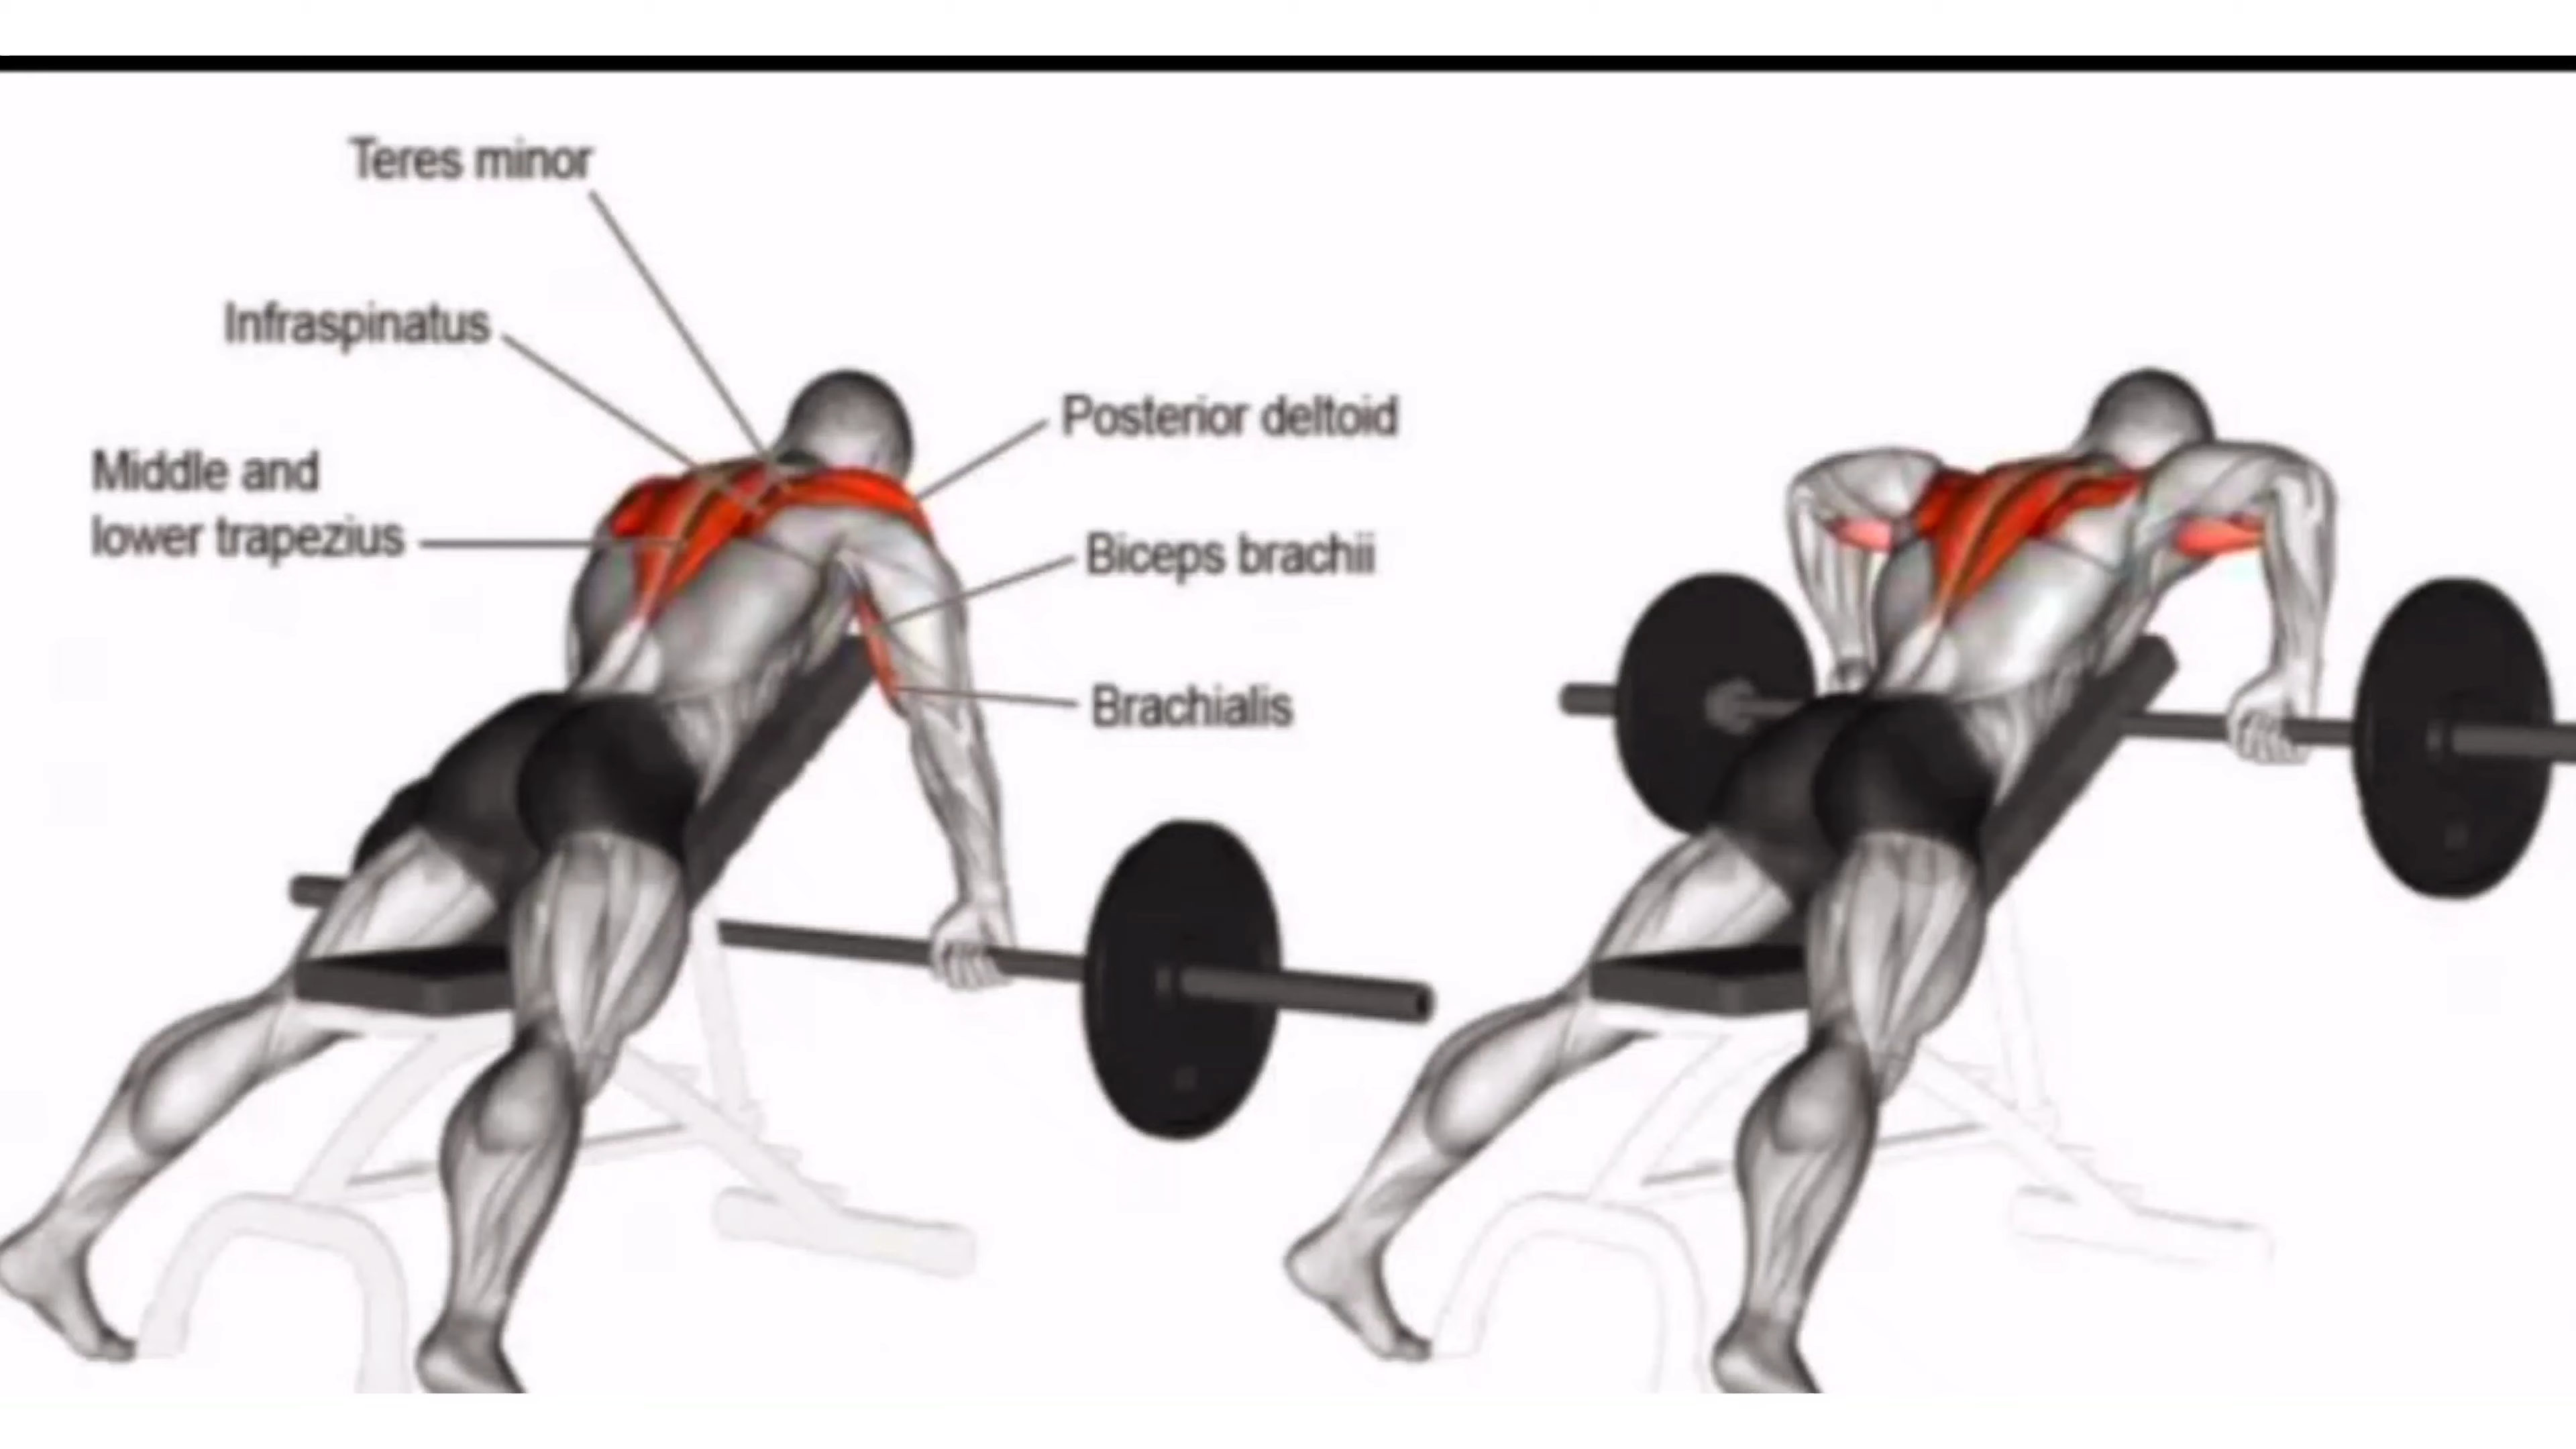 Teres minor
Infraspinatus
Middle and
lower trapezius
Posterior deltoid
Biceps brachii
Brachialis